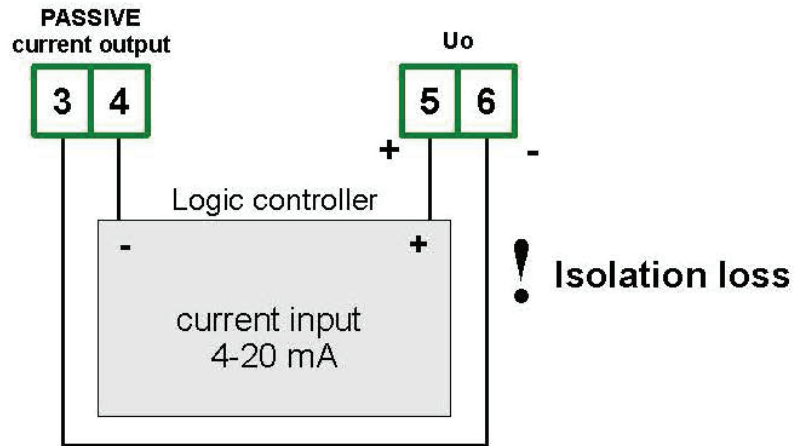 PASSIVE
current output
Uo
3 4
5 6
+ -
Logic controller
- +
! Isolation loss
current input
4-20 mA